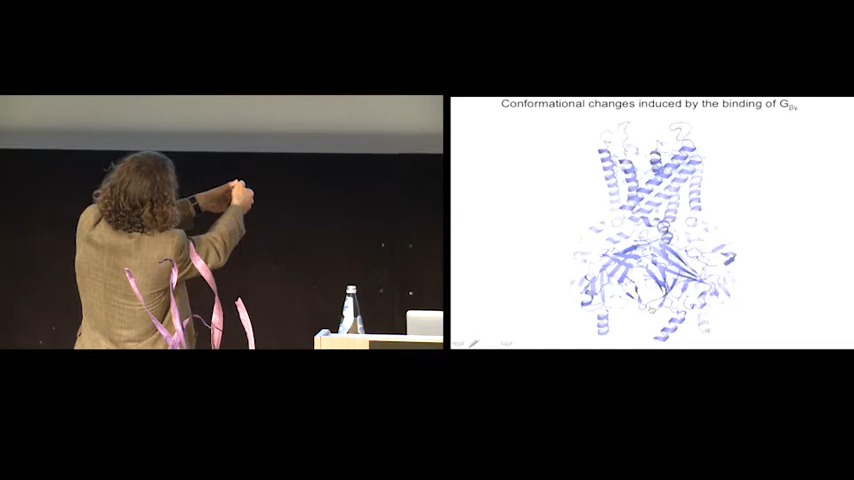 Conformational changes induced by the binding of Gβγ